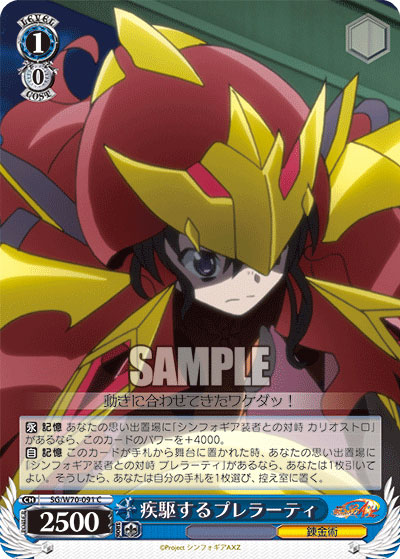 LEVEL
1
0
COST
SAMPLE
動きに合わせてきたワケダッ！
永 記憶 あなたの思い出置場に「シンフォギア装者との対峙 カリオストロ」
があるなら、このカードのパワーを＋4000。
自 記憶 このカードが手札から舞台に置かれた時、あなたの思い出置場に
「シンフォギア装者との対峙 プレラーティ」があるなら、あなたは1枚引いてよ
い。そうしたら、あなたは自分の手札を1枚選び、控え室に置く。
CH
SG/W70-091 C
2500
疾駆するプレラーティ
錬金術
©Project シンフォギアAXZ